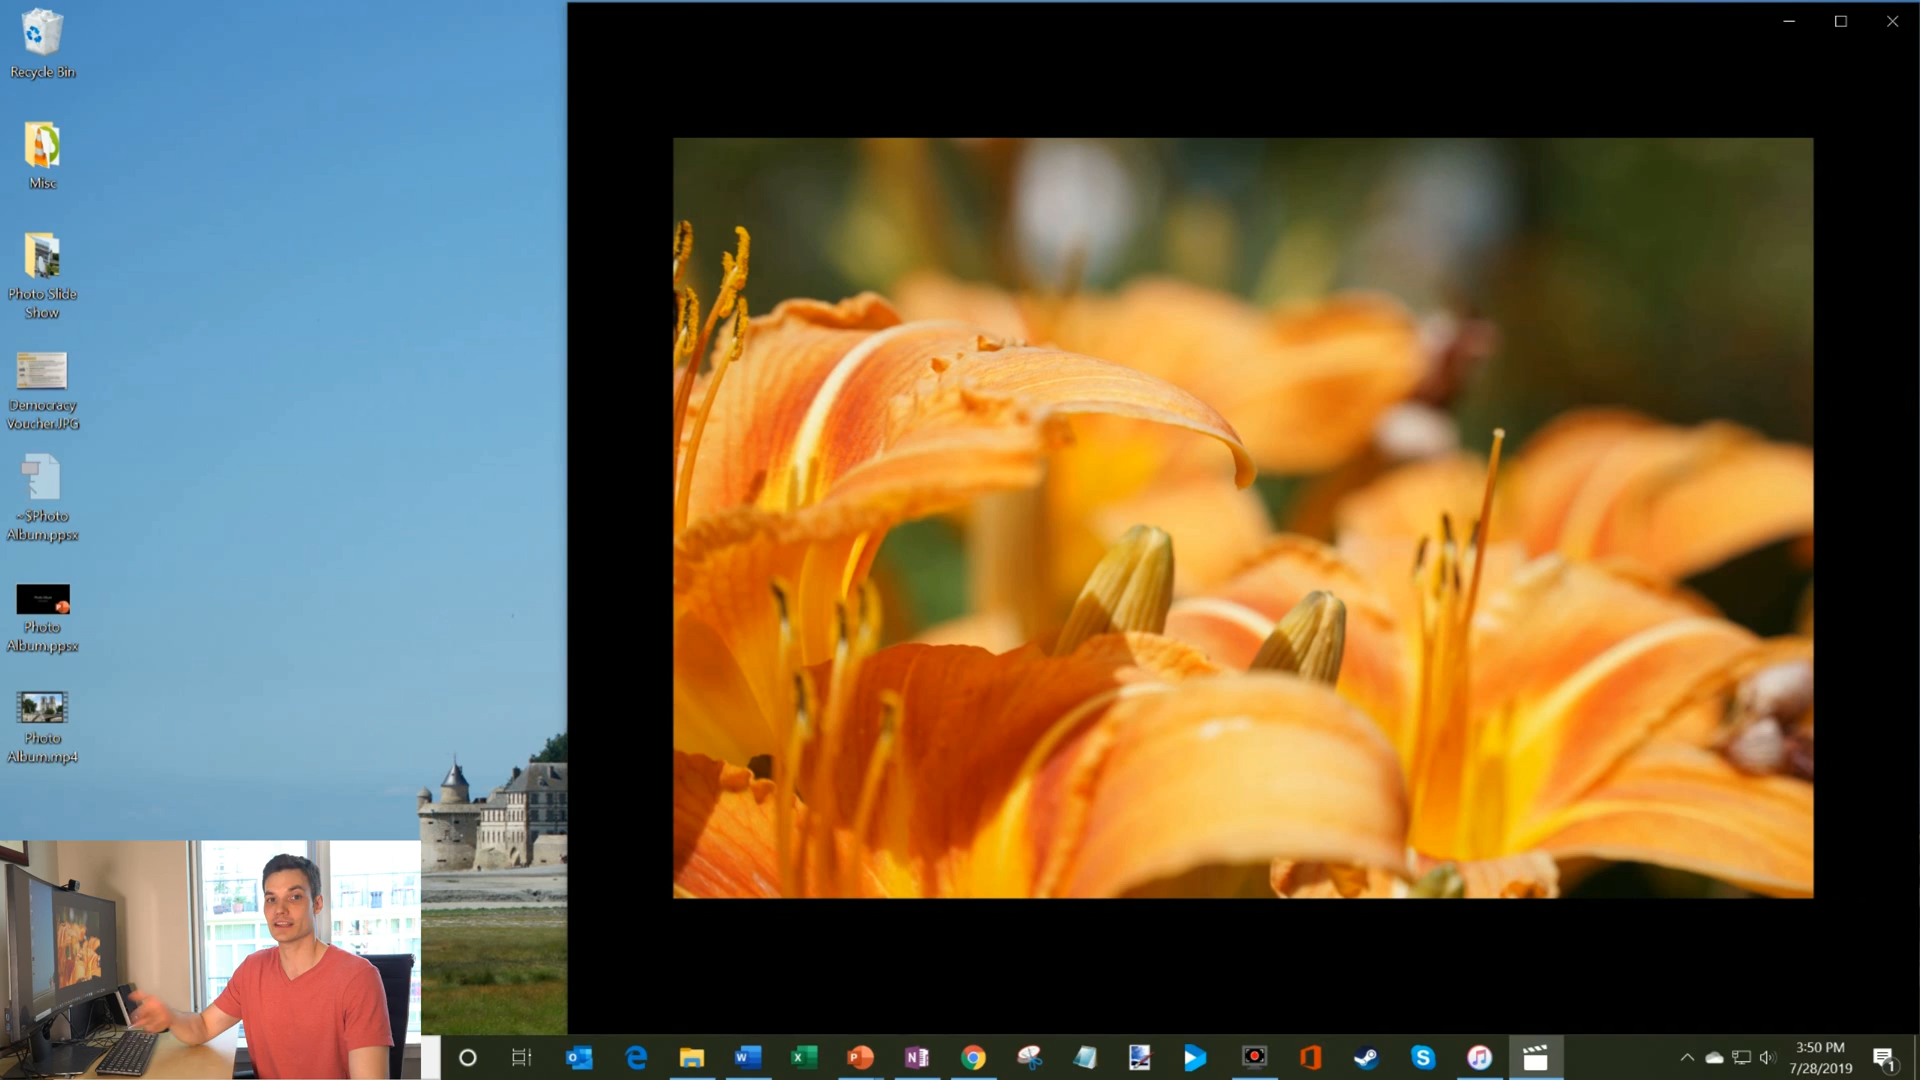 Recycle Bin
Misc
Photo Slide
Show
Democracy
Voucher.JPG
~$Photo
Album.ppsx
Photo
Album.ppsx
Photo
Album.mp4
3:50 PM
7/28/2019
1